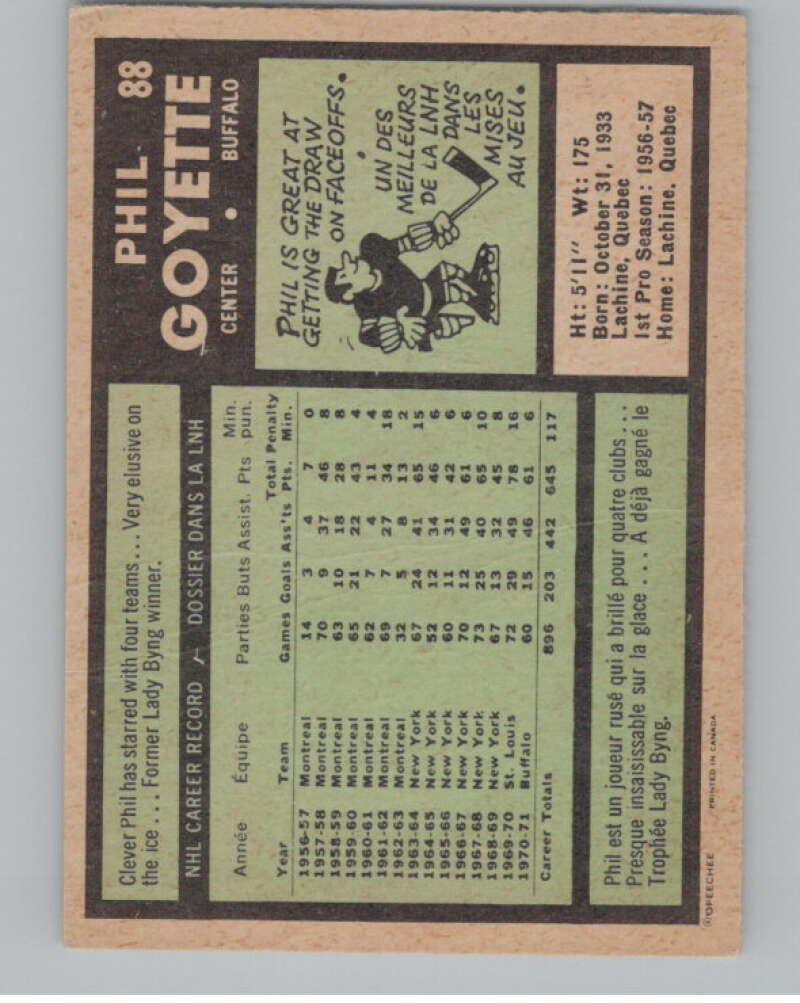 PHIL 88
GOYETTE
CENTER • BUFFALO
Clever Phil has starred with four teams... Very elusive on
the ice... Former Lady Byng winner.
NHL CAREER RECORD / DOSSIER DANS LA LNH
Année Équipe Parties Buts Assist. Pts Min. pun.
Year Team Games Goals Ass'ts Total Pts. Penalty Min.
1956-57 Montreal 14 3 4 7 0
1957-58 Montreal 70 9 37 46 8
1958-59 Montreal 63 10 18 28 8
1959-60 Montreal 65 21 22 43 4
1960-61 Montreal 62 7 4 11 4
1961-62 Montreal 69 7 27 34 18
1962-63 Montreal 32 5 8 13 2
1963-64 New York 67 24 41 65 15
1964-65 New York 52 12 34 46 6
1965-66 New York 60 11 31 42 6
1966-67 New York 70 12 49 61 6
1967-68 New York 73 25 40 65 10
1968-69 New York 67 13 32 45 8
1969-70 St. Louis 72 29 49 78 16
1970-71 Buffalo 60 15 46 61 6
Career Totals 896 203 442 645 117
Phil est un joueur rusé qui a brillé pour quatre clubs...
Presque insaisissable sur la glace... A déjà gagné le
Trophée Lady Byng.
PHIL IS GREAT AT
GETTING THE DRAW
ON FACEOFFS.
UN DES
MEILLEURS
DE LA LNH
DANS
LES
MISES
AU JEU.
Ht: 5'11" Wt: 175
Born: October 31, 1933
Lachine, Quebec
1st Pro Season: 1956-57
Home: Lachine, Quebec
©OPEECHEE PRINTED IN CANADA